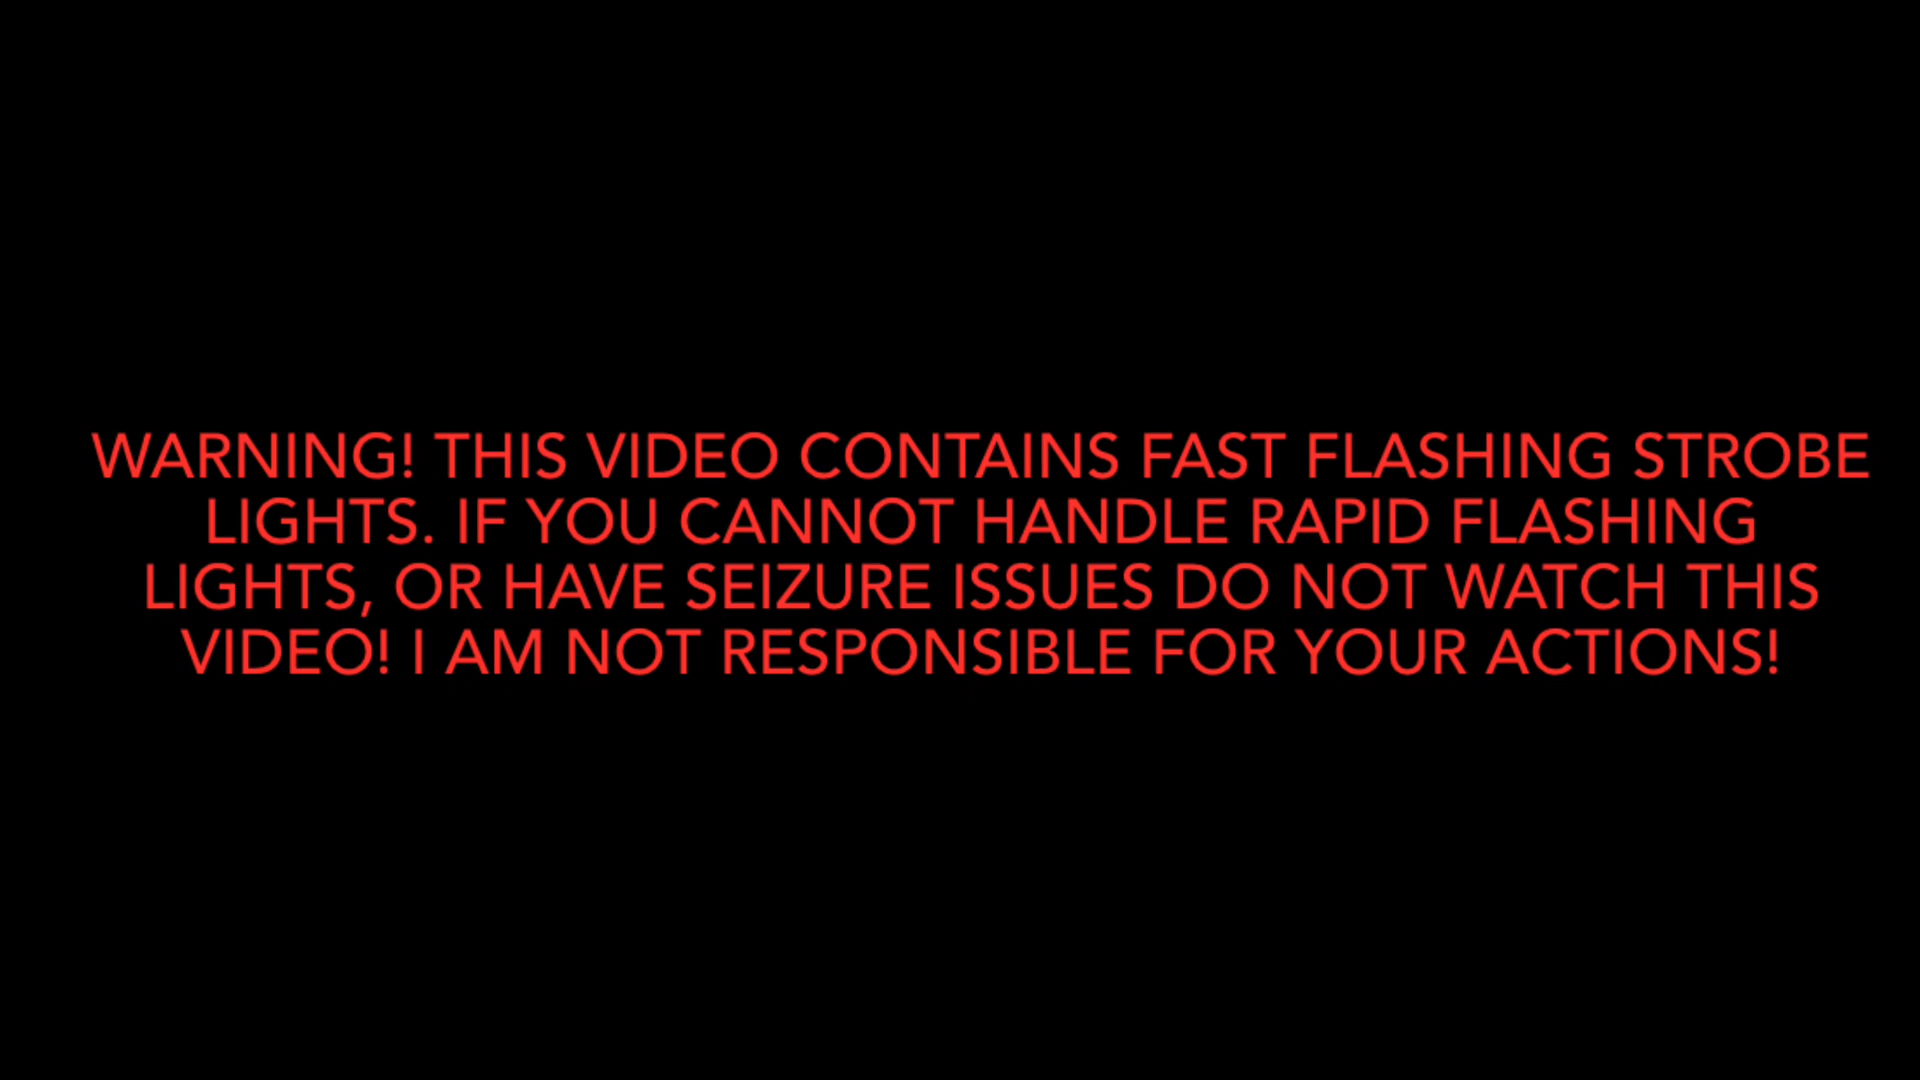 WARNING! THIS VIDEO CONTAINS FAST FLASHING STROBE
LIGHTS. IF YOU CANNOT HANDLE RAPID FLASHING
LIGHTS, OR HAVE SEIZURE ISSUES DO NOT WATCH THIS
VIDEO! I AM NOT RESPONSIBLE FOR YOUR ACTIONS!